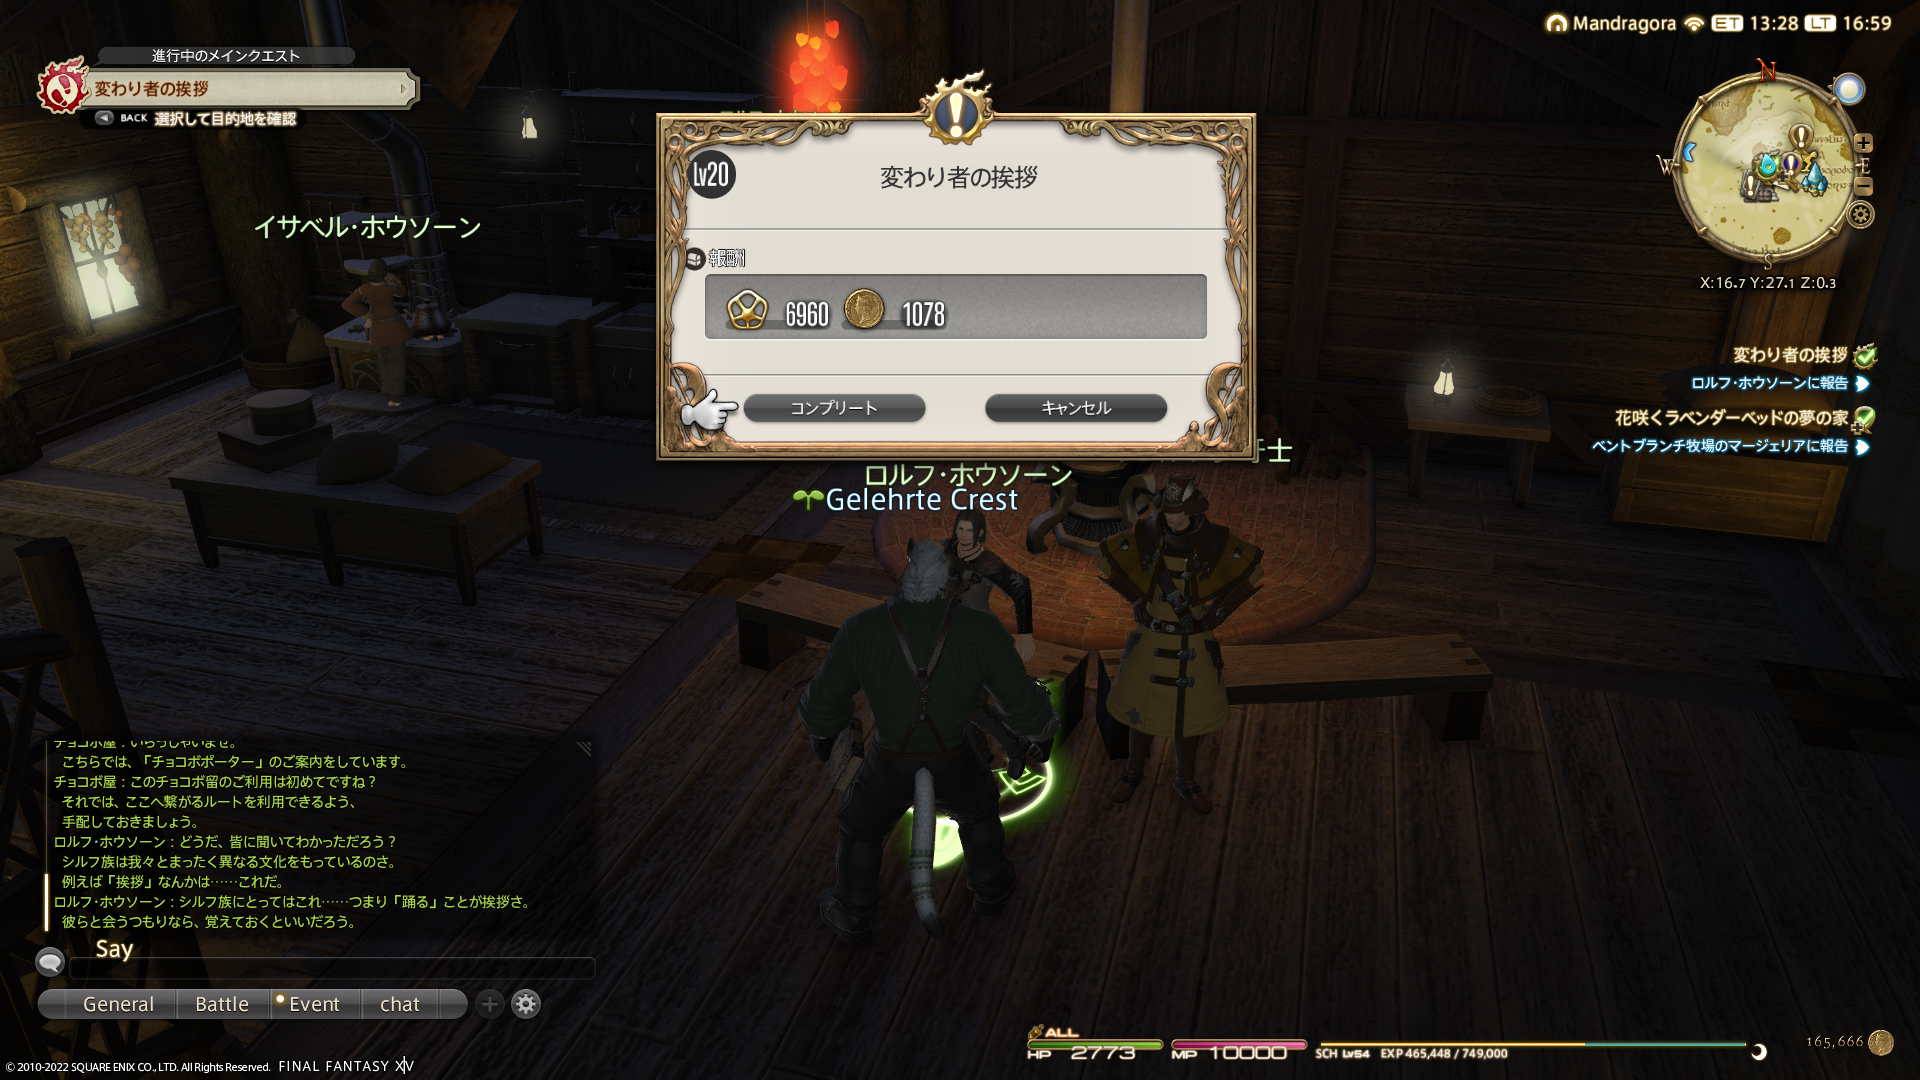 進行中のメインクエスト
変わり者の挨拶
BACK 選択して目的地を確認
Mandragora ET 13:28 LT 16:59
N
W
E
S
X:16.7 Y:27.1 Z:0.3
変わり者の挨拶
ロルフ・ホウソーンに報告
花咲くラベンダーベッドの夢の家
ベントブランチ牧場のマージェリアに報告
イサベル・ホウソーン
Lv20
変わり者の挨拶
報酬
6960 1078
コンプリート キャンセル
士
ロルフ・ホウソーン
Gelehrte Crest
チョコボ屋：いらっしゃいませ。
こちらでは、「チョコボポーター」のご案内をしています。
チョコボ屋：このチョコボ留のご利用は初めてですね？
それでは、ここへ繋がるルートを利用できるよう、
手配しておきましょう。
ロルフ・ホウソーン：どうだ、皆に聞いてわかっただろう？
シルフ族は我々とまったく異なる文化をもっているのさ。
例えば「挨拶」なんかは……これだ。
ロルフ・ホウソーン：シルフ族にとってはこれ……つまり「踊る」ことが挨拶さ。
彼らと会うつもりなら、覚えておくといいだろう。
Say
General Battle Event chat
ALL
HP 2773 MP 10000 SCH Lv54 EXP 465,448 / 749,000
165,666
© 2010-2022 SQUARE ENIX CO., LTD. All Rights Reserved. FINAL FANTASY XIV